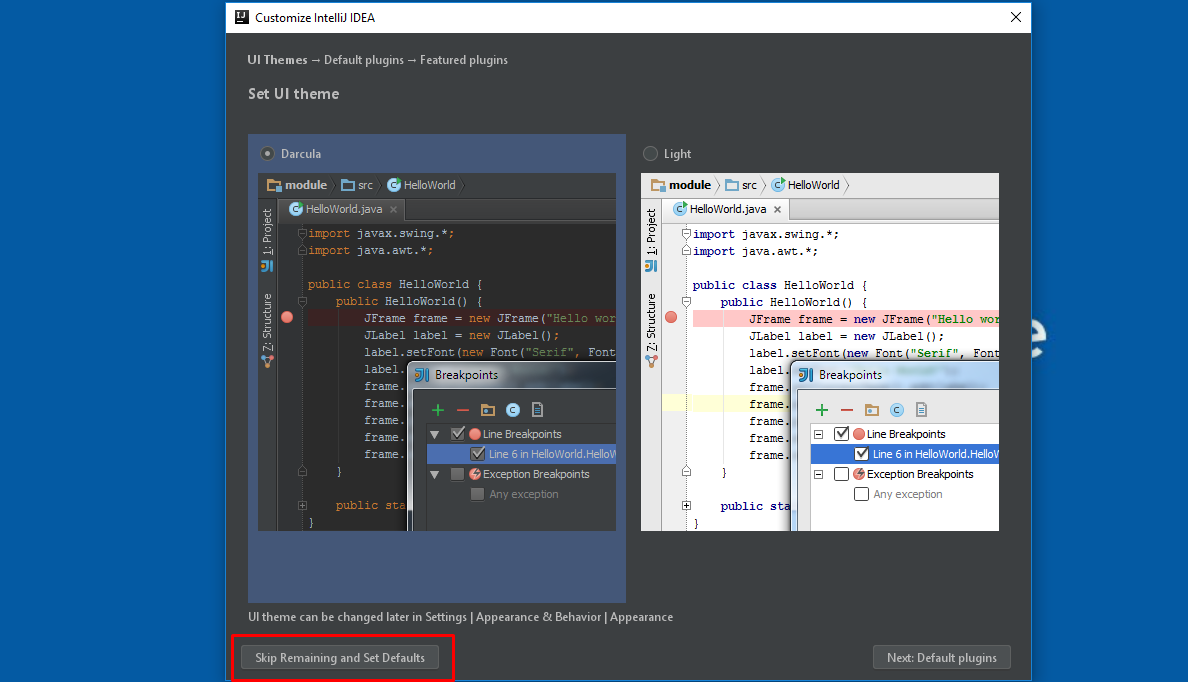 IJ Customize IntelliJ IDEA
UI Themes → Default plugins → Featured plugins
Set UI theme
Darcula
module src HelloWorld
HelloWorld.java
1: Project
7: Structure
import javax.swing.*;
import java.awt.*;
public class HelloWorld {
public HelloWorld() {
JFrame frame = new JFrame("Hello wor
JLabel label = new JLabel();
label.setFont(new Font("Serif", Font
label.
frame.
frame.
frame.
frame.
frame.
}
public sta
}
Breakpoints
Line Breakpoints
Line 6 in HelloWorld.HelloW
Exception Breakpoints
Any exception
Light
module src HelloWorld
HelloWorld.java
1: Project
7: Structure
import javax.swing.*;
import java.awt.*;
public class HelloWorld {
public HelloWorld() {
JFrame frame = new JFrame("Hello wor
JLabel label = new JLabel();
label.setFont(new Font("Serif", Font
label.
frame.
frame.
frame.
frame.
frame.
}
public sta
}
Breakpoints
Line Breakpoints
Line 6 in HelloWorld.HelloW
Exception Breakpoints
Any exception
e
UI theme can be changed later in Settings | Appearance & Behavior | Appearance
Skip Remaining and Set Defaults
Next: Default plugins